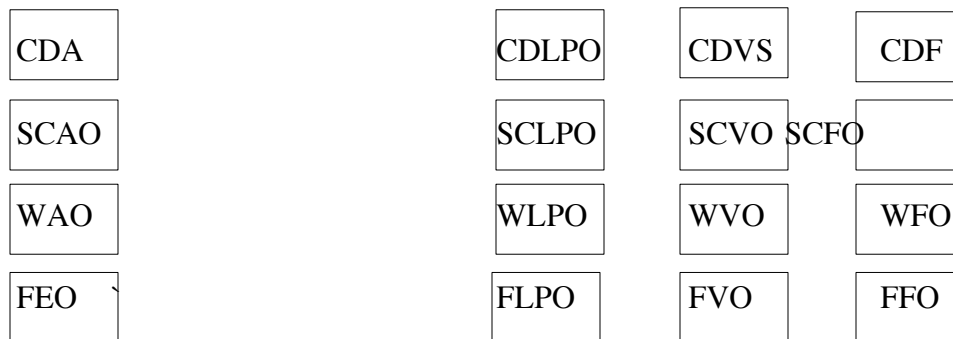 CDA CDLPO CDVS CDF
SCAO SCLPO SCVO SCFO
WAO WLPO WVO WFO
FEO ` FLPO FVO FFO